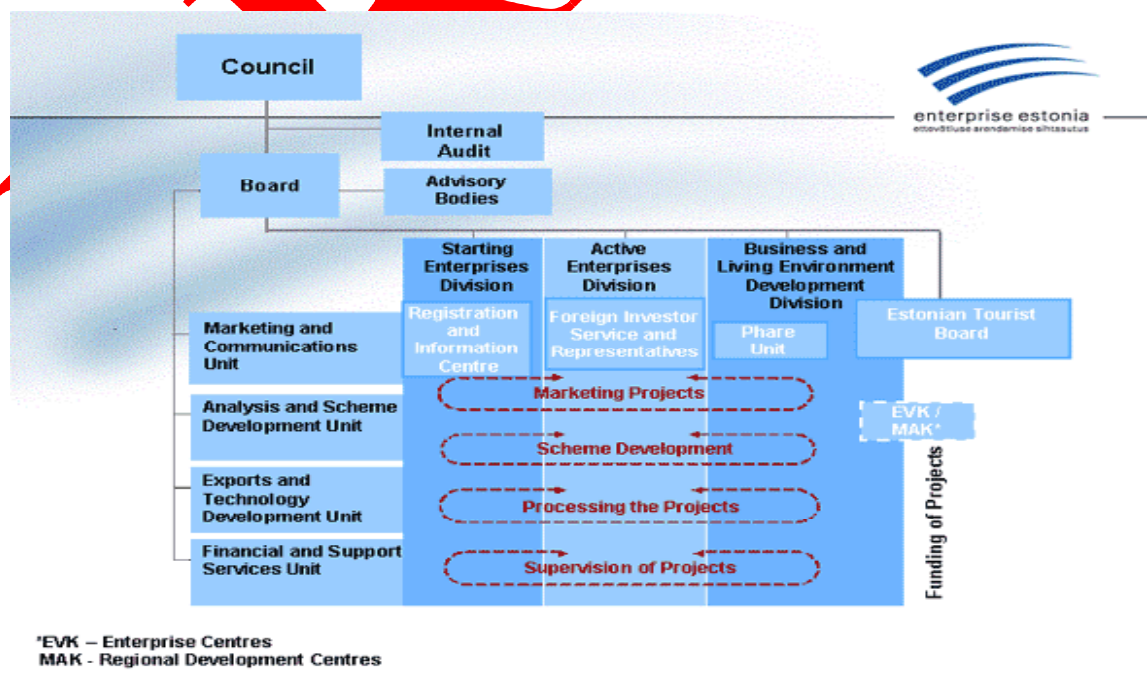 Council
enterprise estonia
ettevõtluse arendamise sihtasutus
Internal
Audit
Board
Advisory
Bodies
Starting
Enterprises
Division
Active
Enterprises
Division
Business and
Living Environment
Development
Division
Registration
and
Information
Centre
Foreign Investor
Service and
Representatives
Phare
Unit
Estonian Tourist
Board
Marketing and
Communications
Unit
Marketing Projects
Analysis and Scheme
Development Unit
EVK /
MAK*
Scheme Development
Exports and
Technology
Development Unit
Processing the Projects
Funding of Projects
Financial and Support
Services Unit
Supervision of Projects
*EVK – Enterprise Centres
MAK - Regional Development Centres